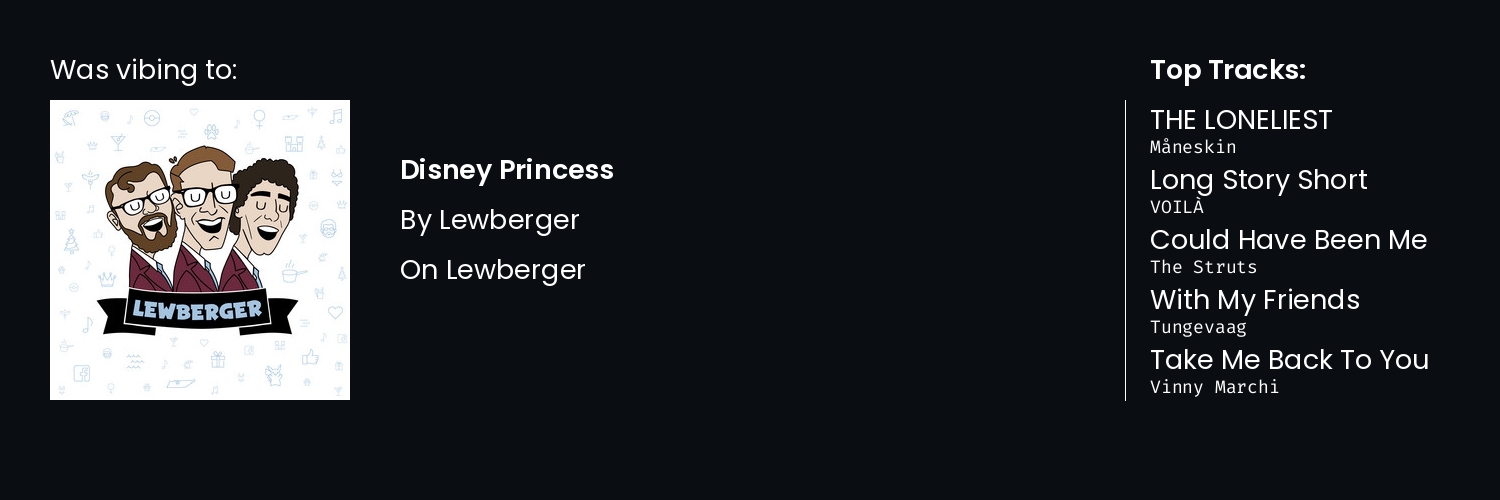 Was vibing to:
LEWBERGER
Disney Princess
By Lewberger
On Lewberger
Top Tracks:
THE LONELIEST
Måneskin
Long Story Short
VOILÀ
Could Have Been Me
The Struts
With My Friends
Tungevaag
Take Me Back To You
Vinny Marchi